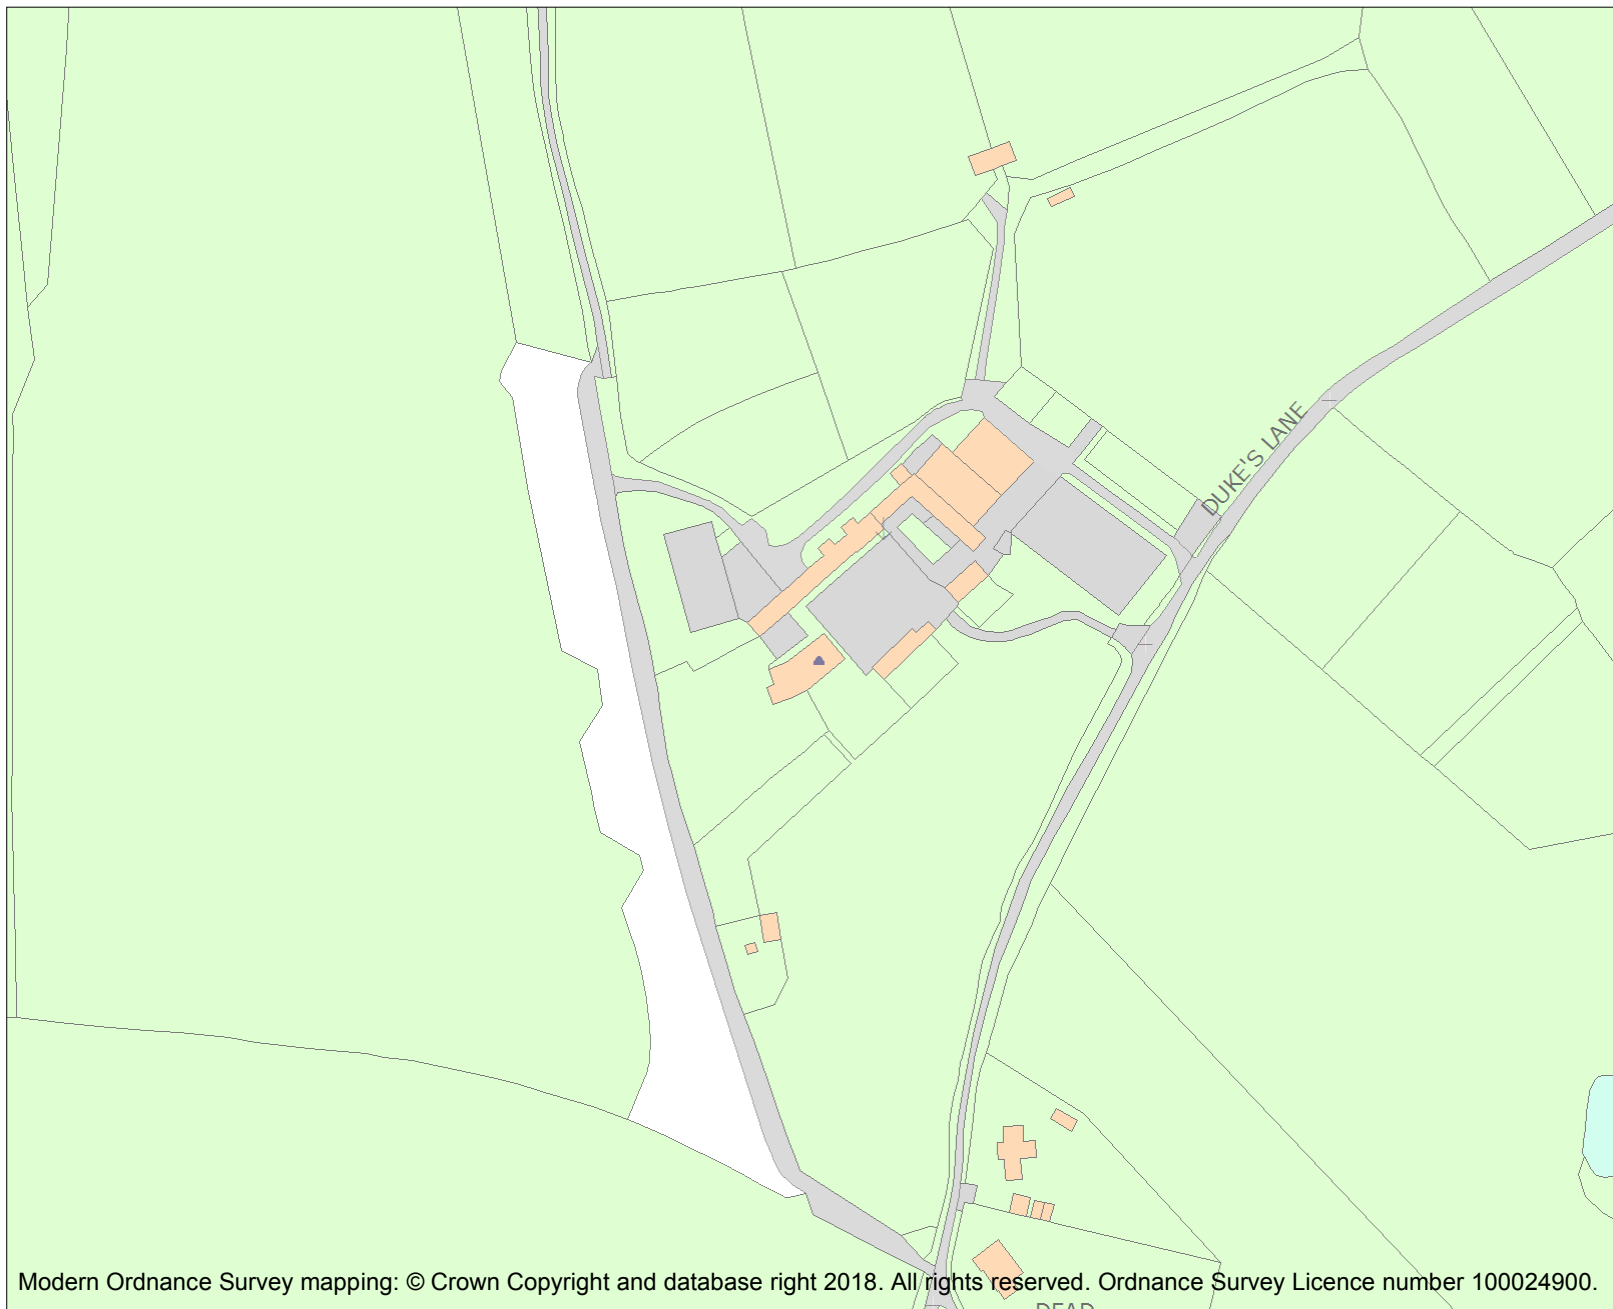 DUKE'S LANE
Modern Ordnance Survey mapping: © Crown Copyright and database right 2018. All rights reserved. Ordnance Survey Licence number 100024900.
DEAD